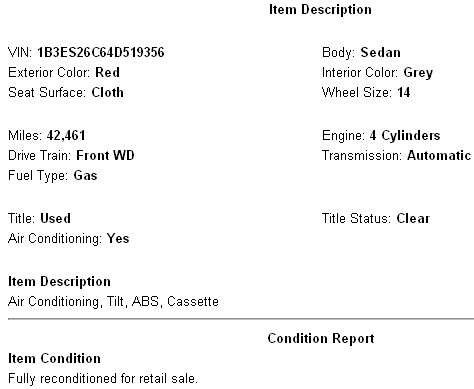 Item Description
VIN: 1B3ES26C64D519356 Body: Sedan
Exterior Color: Red Interior Color: Grey
Seat Surface: Cloth Wheel Size: 14
Miles: 42,461 Engine: 4 Cylinders
Drive Train: Front WD Transmission: Automatic
Fuel Type: Gas
Title: Used Title Status: Clear
Air Conditioning: Yes
Item Description
Air Conditioning, Tilt, ABS, Cassette
Condition Report
Item Condition
Fully reconditioned for retail sale.